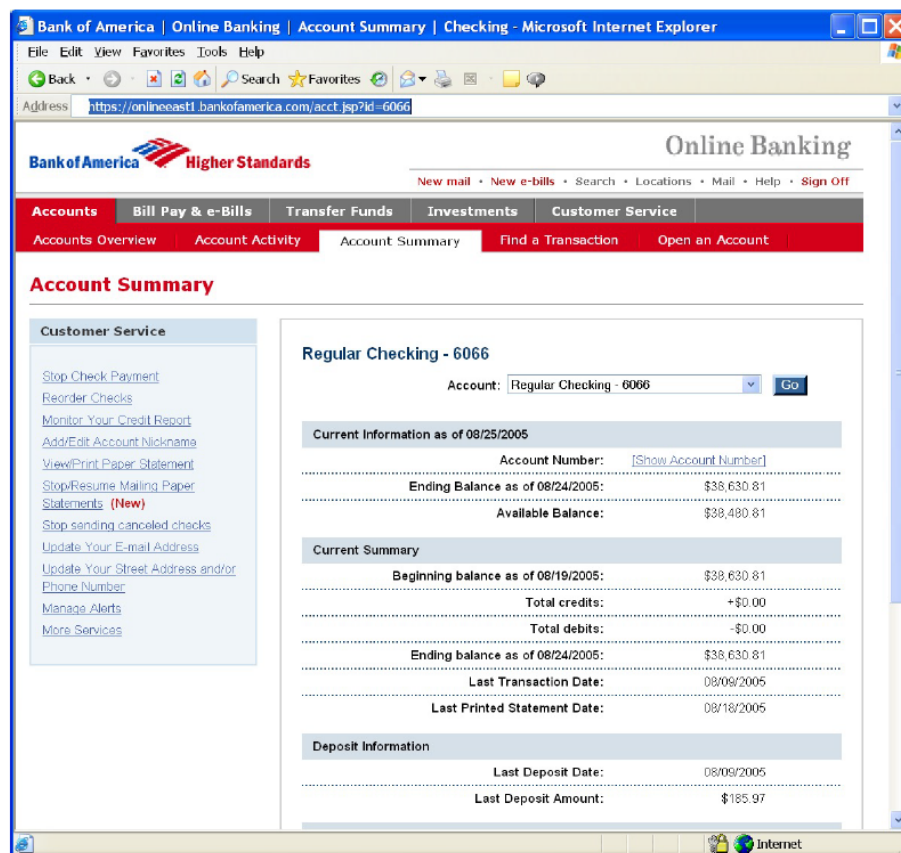 Bank of America | Online Banking | Account Summary | Checking - Microsoft Internet Explorer
File Edit View Favorites Tools Help
Back Search Favorites
Address https://onlineeast1.bankofamerica.com/acct.jsp?id=6066
Bank of America Higher Standards
Online Banking
New mail • New e-bills • Search • Locations • Mail • Help • Sign Off
Accounts Bill Pay & e-Bills Transfer Funds Investments Customer Service
Accounts Overview Account Activity Account Summary Find a Transaction Open an Account
Account Summary
Customer Service
Stop Check Payment
Reorder Checks
Monitor Your Credit Report
Add/Edit Account Nickname
View/Print Paper Statement
Stop/Resume Mailing Paper
Statements (New)
Stop sending canceled checks
Update Your E-mail Address
Update Your Street Address and/or
Phone Number
Manage Alerts
More Services
Regular Checking - 6066
Account: Regular Checking - 6066 Go
Current Information as of 08/25/2005
Account Number: [Show Account Number]
Ending Balance as of 08/24/2005: $38,630.81
Available Balance: $38,480.81
Current Summary
Beginning balance as of 08/19/2005: $38,630.81
Total credits: +$0.00
Total debits: -$0.00
Ending balance as of 08/24/2005: $38,630.81
Last Transaction Date: 08/09/2005
Last Printed Statement Date: 08/18/2005
Deposit Information
Last Deposit Date: 08/09/2005
Last Deposit Amount: $185.97
Internet